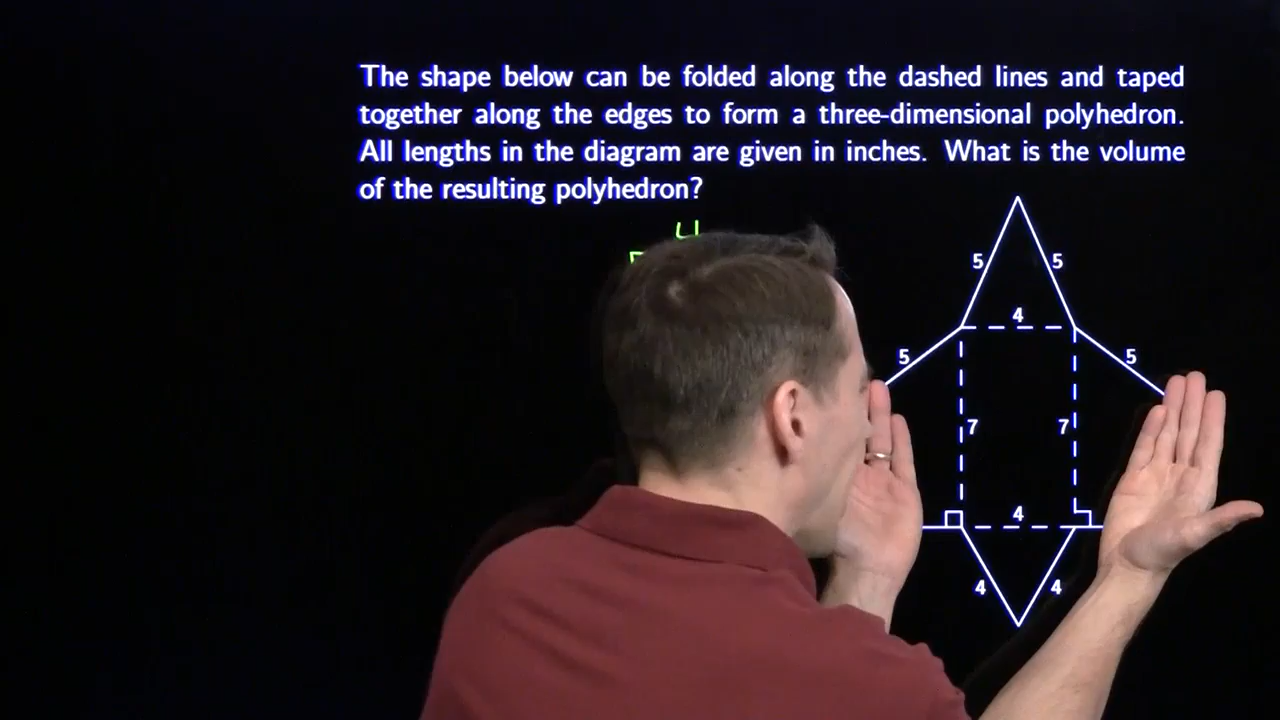 The shape below can be folded along the dashed lines and taped
together along the edges to form a three-dimensional polyhedron.
All lengths in the diagram are given in inches. What is the volume
of the resulting polyhedron?
4
5 5
4
5 5
7 7
4
4 4